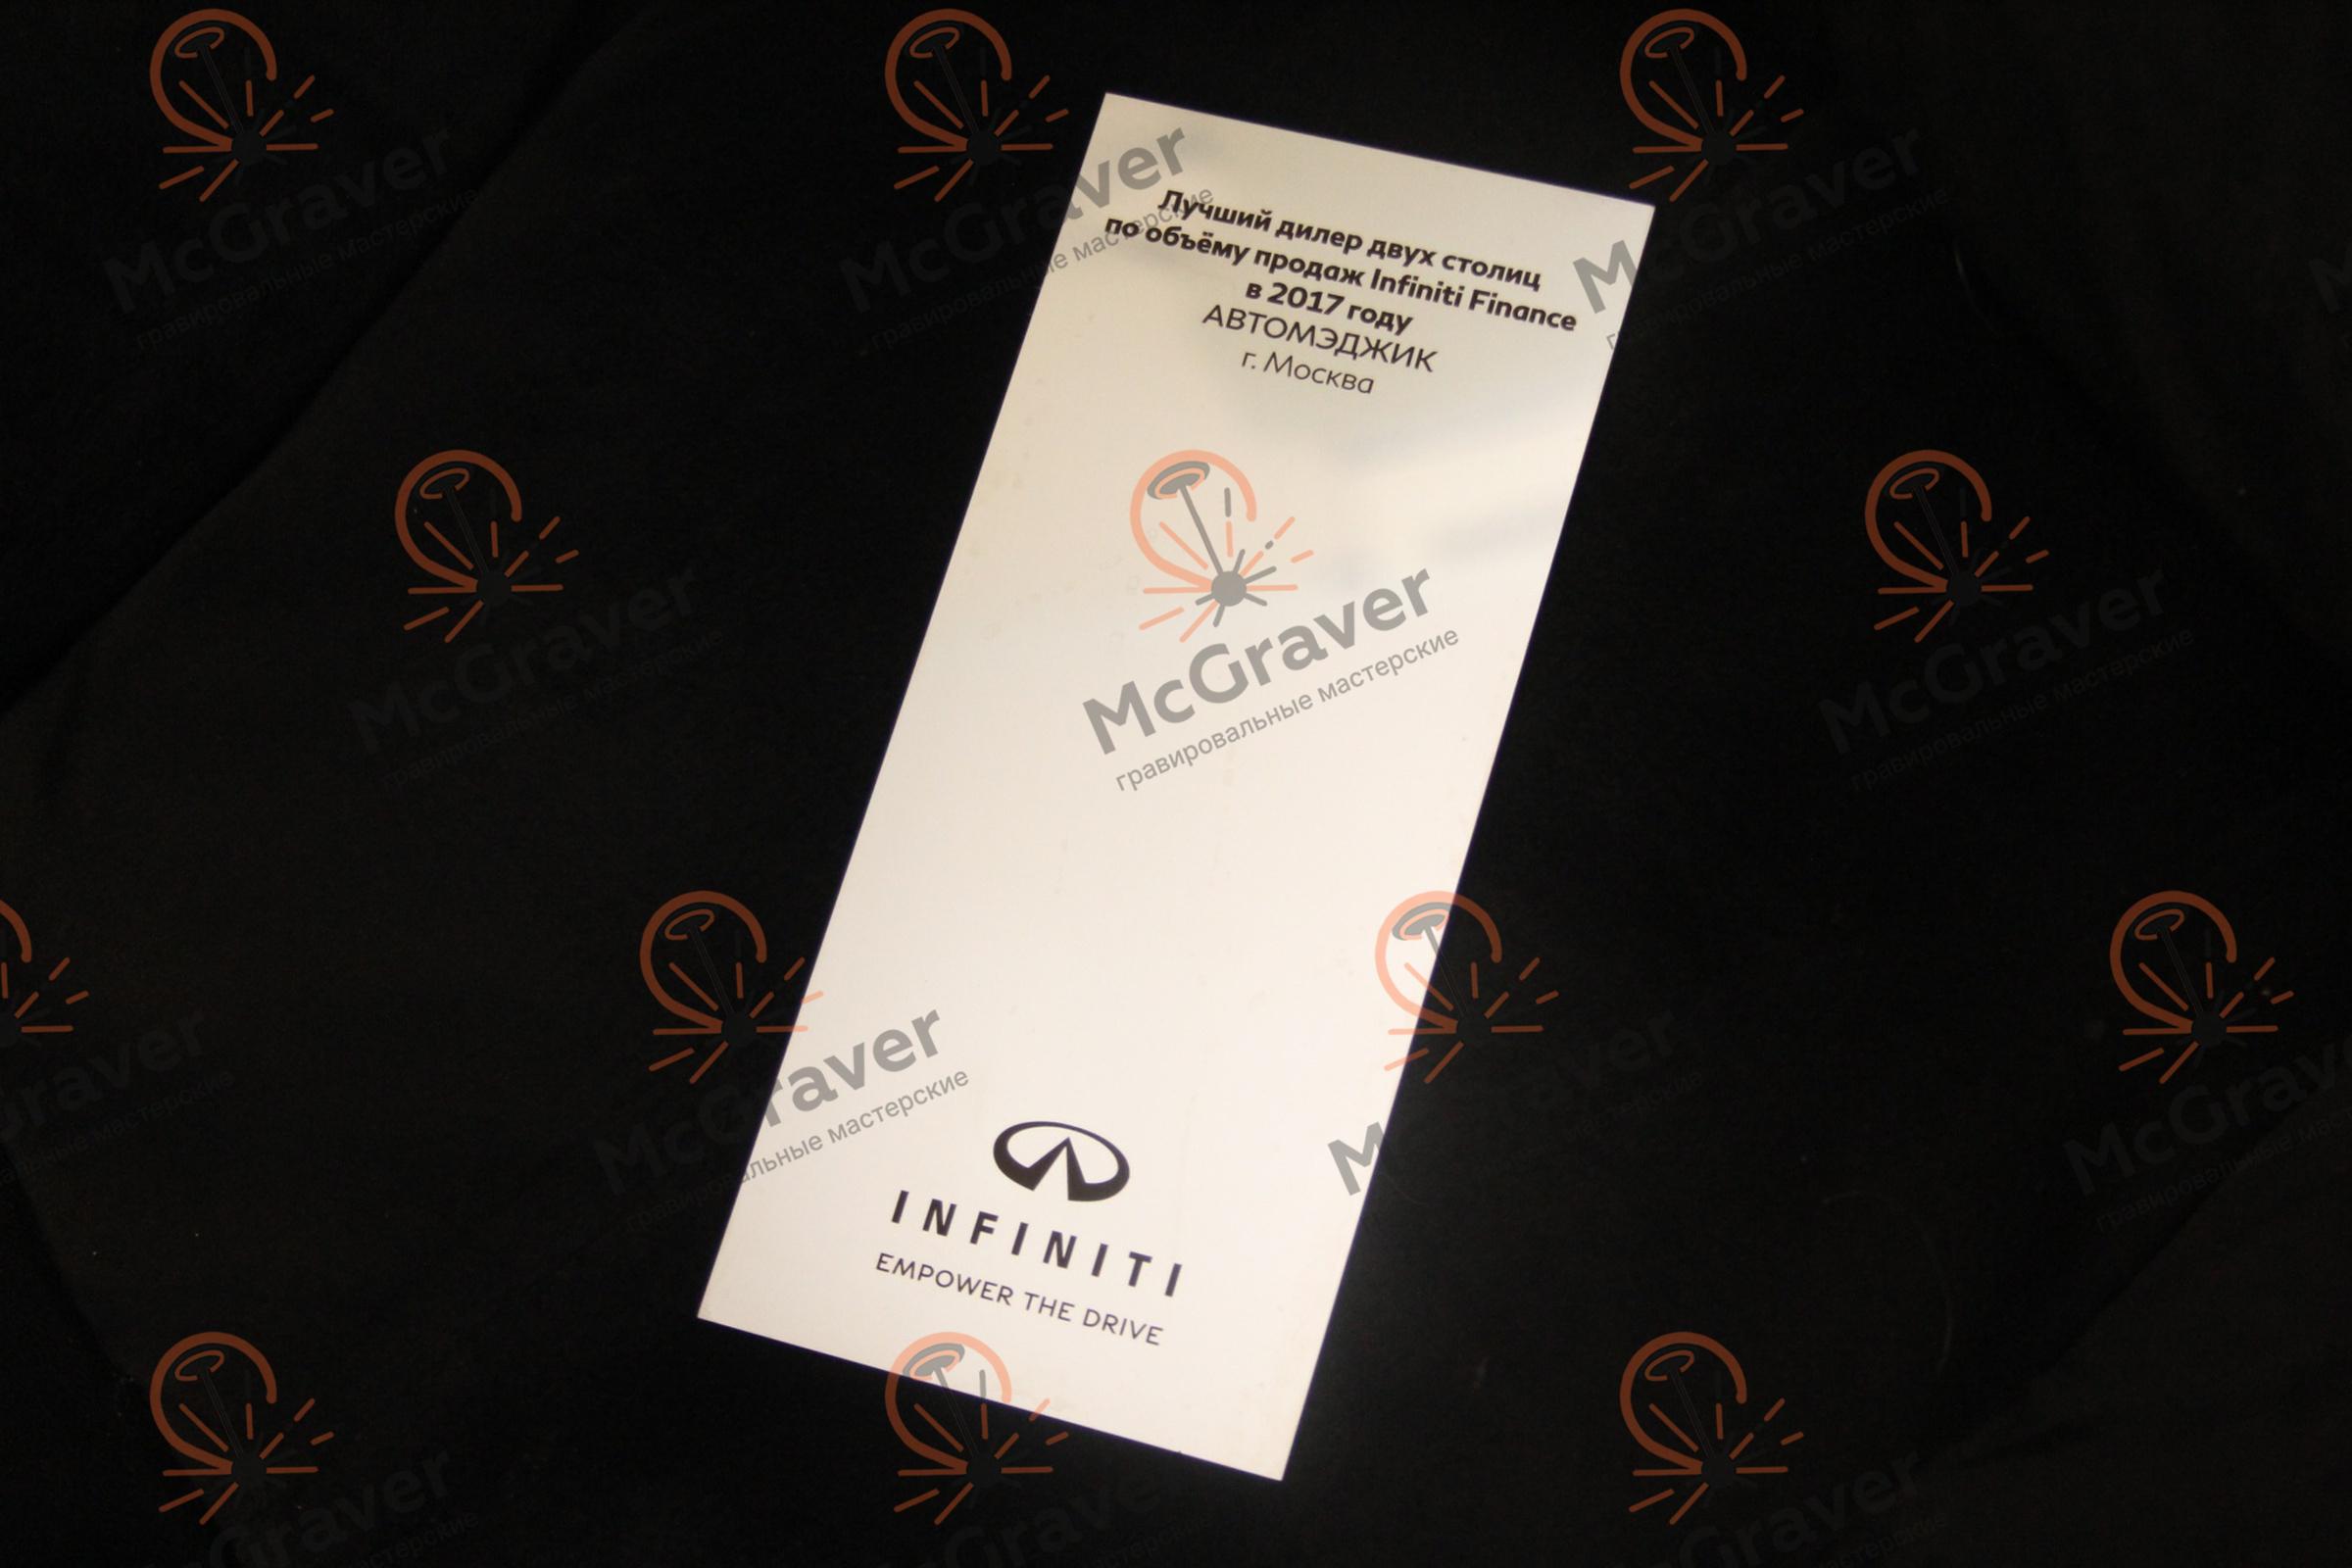 Лучший дилер двух столиц
по объёму продаж Infiniti Finance
в 2017 году
АВТОМЭДЖИК
г. Москва
McGraver
гравировальные мастерские
INFINITI
EMPOWER THE DRIVE